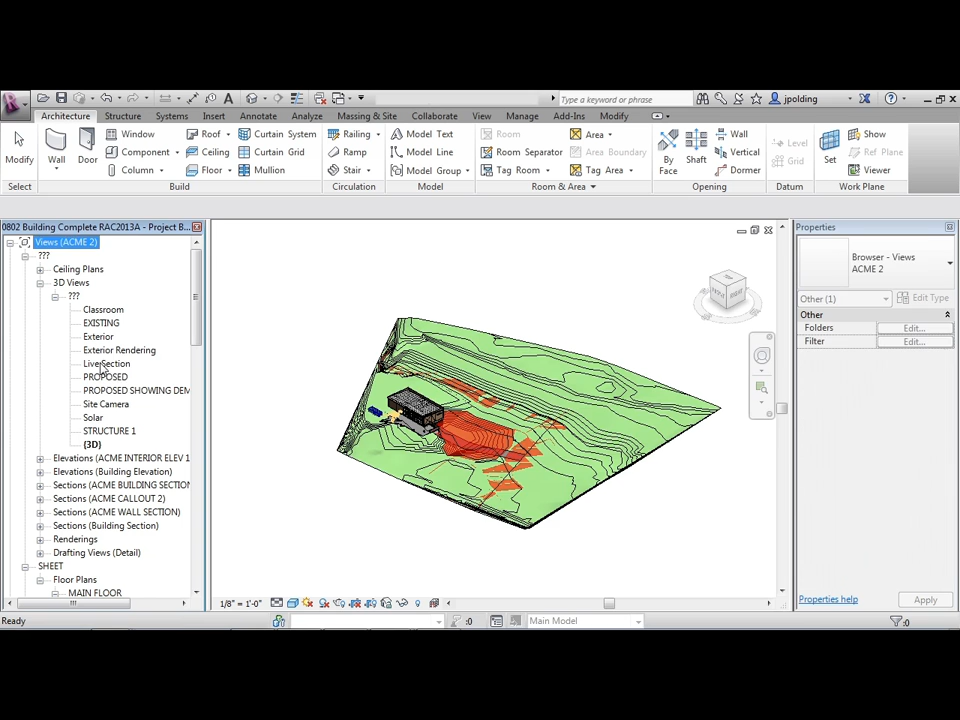 Type a keyword or phrase
jpolding
Architecture Structure Systems Insert Annotate Analyze Massing & Site Collaborate View Manage Add-Ins Modify
Modify
Wall
Door
Window
Component
Column
Roof
Ceiling
Floor
Curtain System
Curtain Grid
Mullion
Railing
Ramp
Stair
Model Text
Model Line
Model Group
Room
Room Separator
Tag Room
Area
Area Boundary
Tag Area
By
Face
Shaft
Wall
Vertical
Dormer
Level
Grid
Set
Show
Ref Plane
Viewer
Select
Build
Circulation
Model
Room & Area
Opening
Datum
Work Plane
0802 Building Complete RAC2013A - Project B...
Views (ACME 2)
???
Ceiling Plans
3D Views
???
Classroom
EXISTING
Exterior
Exterior Rendering
Live Section
PROPOSED
PROPOSED SHOWING DEM
Site Camera
Solar
STRUCTURE 1
{3D}
Elevations (ACME INTERIOR ELEV 1
Elevations (Building Elevation)
Sections (ACME BUILDING SECTION
Sections (ACME CALLOUT 2)
Sections (ACME WALL SECTION)
Sections (Building Section)
Renderings
Drafting Views (Detail)
SHEET
Floor Plans
MAIN FLOOR
1/8" = 1'-0"
Properties
Browser - Views
ACME 2
Other (1)
Edit Type
Other
Folders Edit...
Filter Edit...
Properties help
Apply
Ready
:0
Main Model
:0